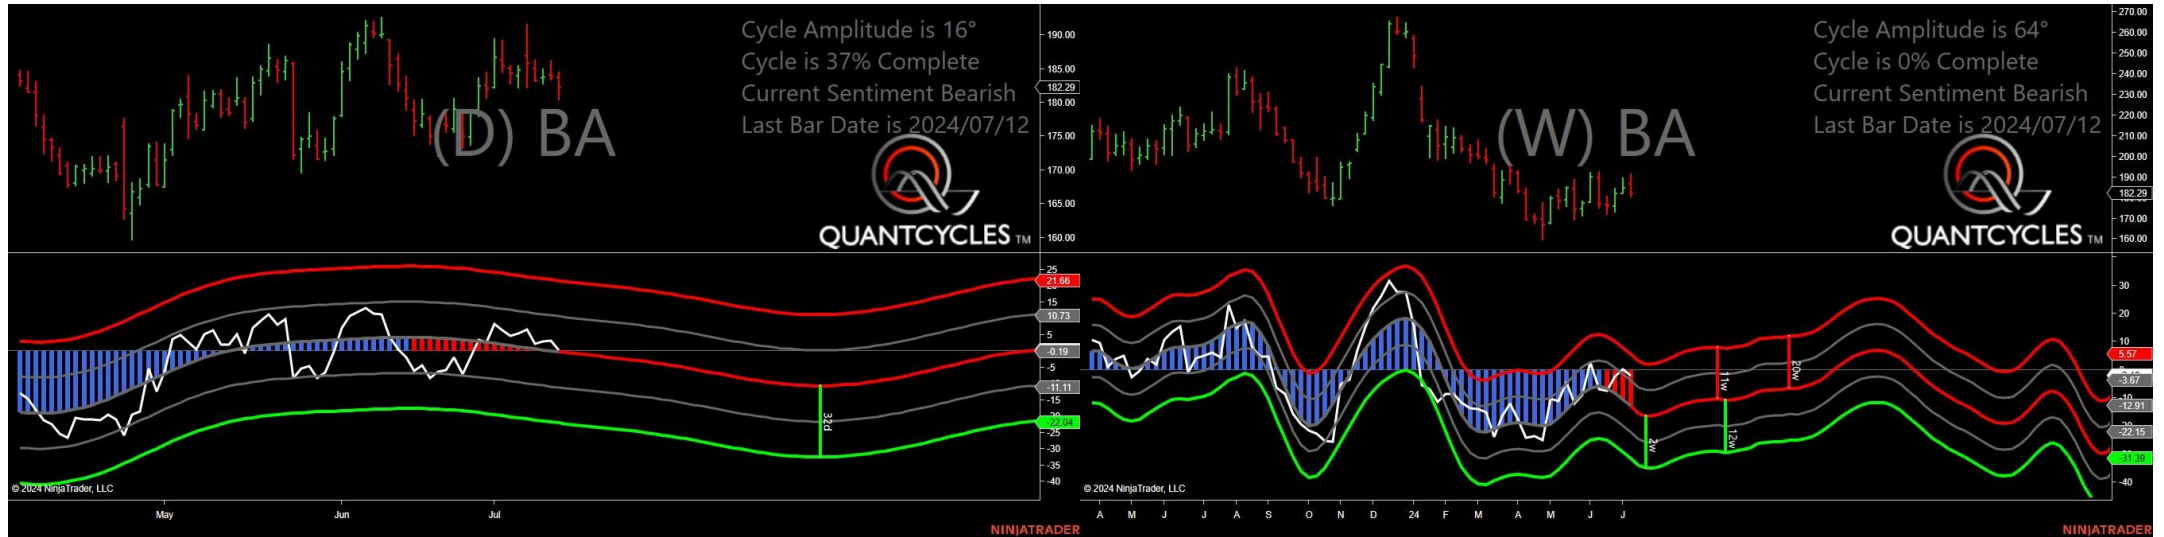 Cycle Amplitude is 16°
Cycle is 37% Complete
Current Sentiment Bearish
Last Bar Date is 2024/07/12
(D) BA
QUANTCYCLES TM
190.00
185.00
182.29
180.00
175.00
170.00
165.00
160.00
25
21.66
15
10.73
5
-0.19
-5
-11.11
-15
-22.04
-25
-30
-35
-40
32d
© 2024 NinjaTrader, LLC
May
Jun
Jul
NINJATRADER
Cycle Amplitude is 64°
Cycle is 0% Complete
Current Sentiment Bearish
Last Bar Date is 2024/07/12
(W) BA
QUANTCYCLES TM
270.00
260.00
250.00
240.00
230.00
220.00
210.00
200.00
190.00
182.29
170.00
160.00
30
20
10
5.57
-3.67
-10
-12.91
-22.15
-31.39
-40
11w
20w
2w
12w
© 2024 NinjaTrader, LLC
A M J J A S O N D 24 F M A M J J
NINJATRADER